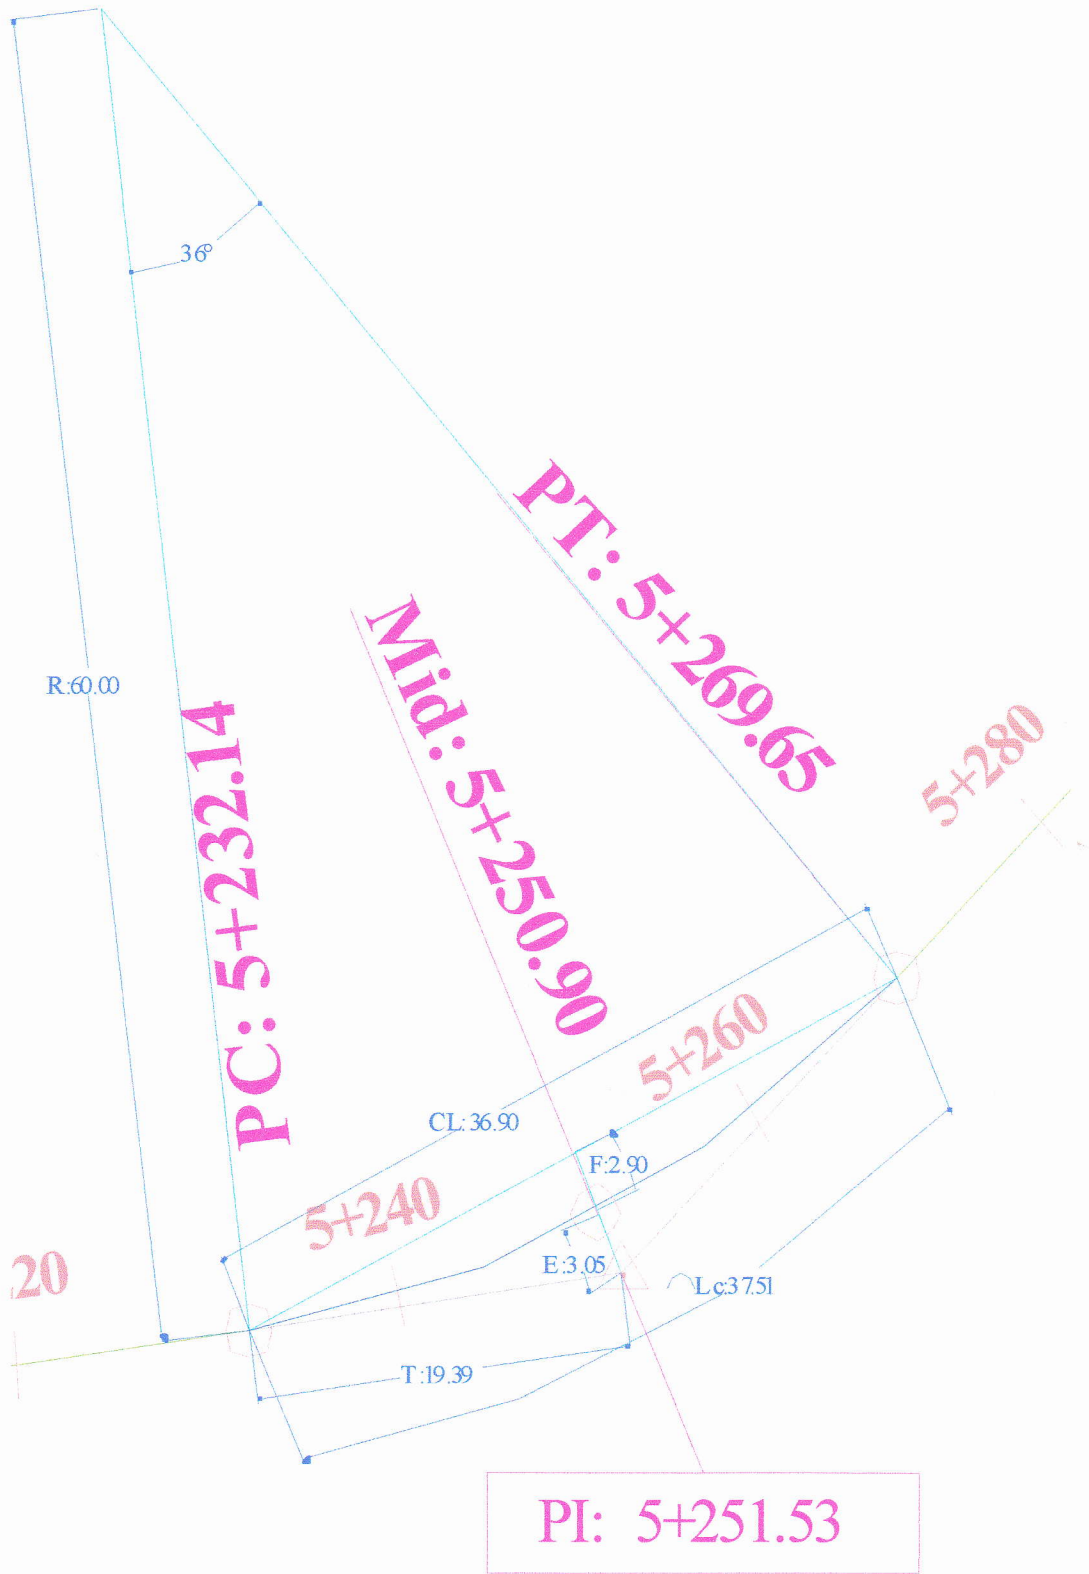 36°
PT: 5+269.65
Mid: 5+250.90
R:60.00
PC: 5+232.14
5+280
5+260
CL:36.90
F:2.90
5+240
20
E:3.05
Lc:37.51
T:19.39
PI: 5+251.53